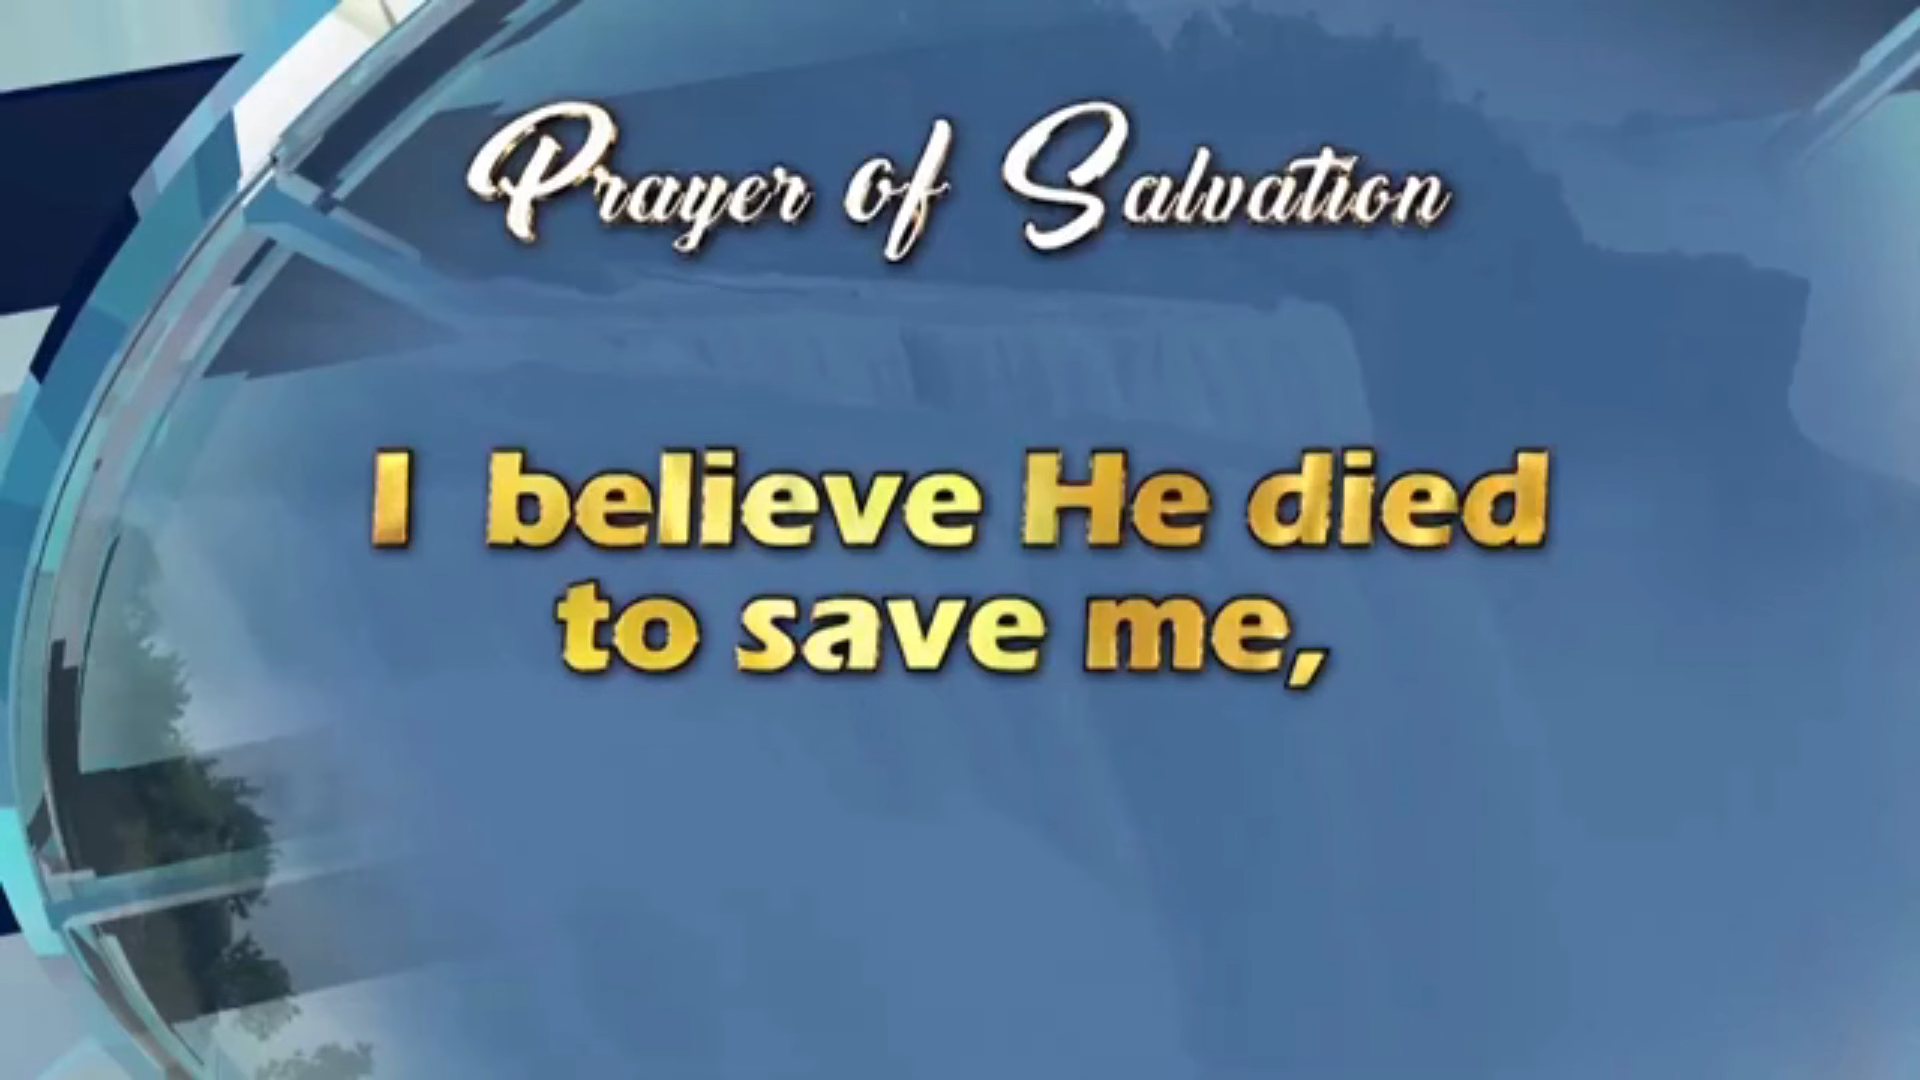 Prayer of Salvation
I believe He died
to save me,